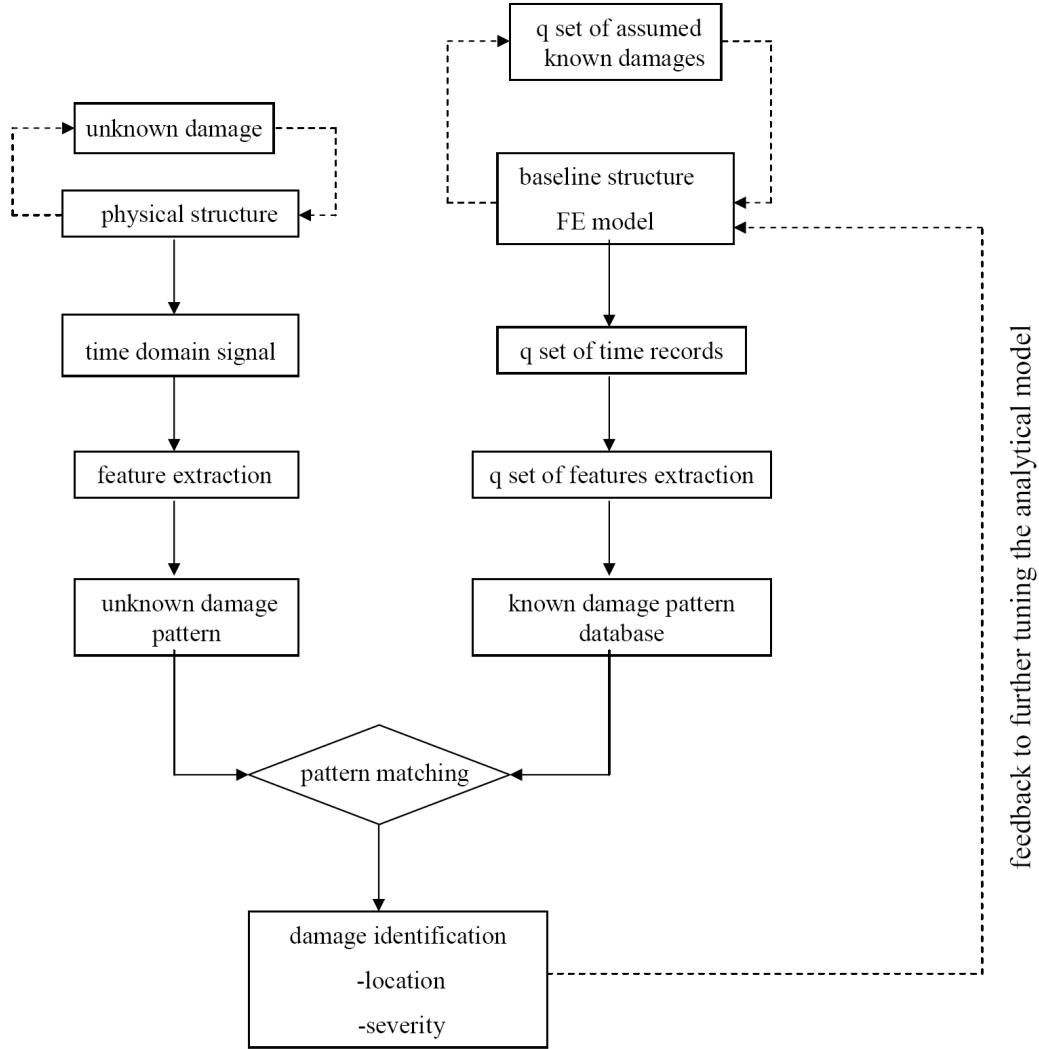 q set of assumed
known damages
unknown damage
physical structure
baseline structure
FE model
time domain signal
q set of time records
feature extraction
q set of features extraction
unknown damage
pattern
known damage pattern
database
pattern matching
damage identification
-location
-severity
feedback to further tuning the analytical model